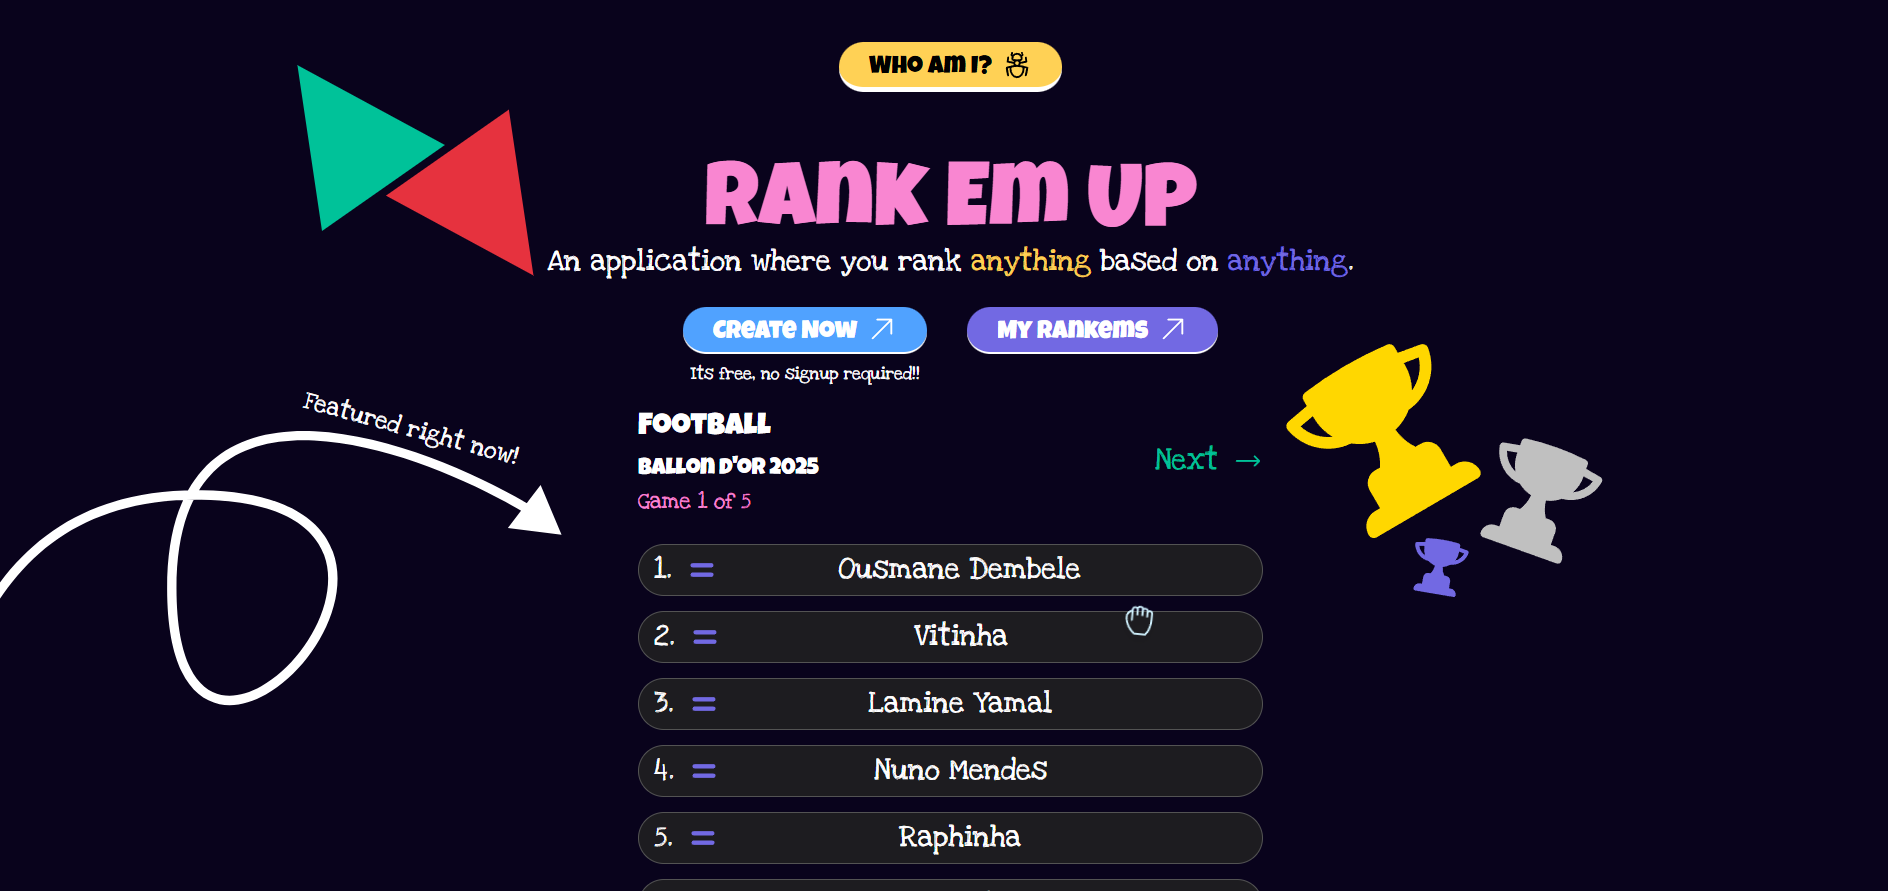 WHO AM I?
RANK EM UP
An application where you rank anything based on anything.
CREATE NOW
MY RANKEMS
Its free, no signup required!!
Featured right now!
FOOTBALL
BALLON D'OR 2025
Next →
Game 1 of 5
1. = Ousmane Dembele
2. = Vitinha
3. = Lamine Yamal
4. = Nuno Mendes
5. = Raphinha